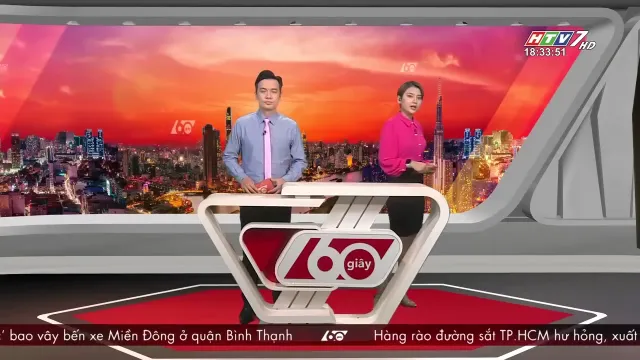 HTV7 HD
18:33:51
60 giây
' bao vây bến xe Miền Đông ở quận Bình Thạnh 60 Hàng rào đường sắt TP.HCM hư hỏng, xuất